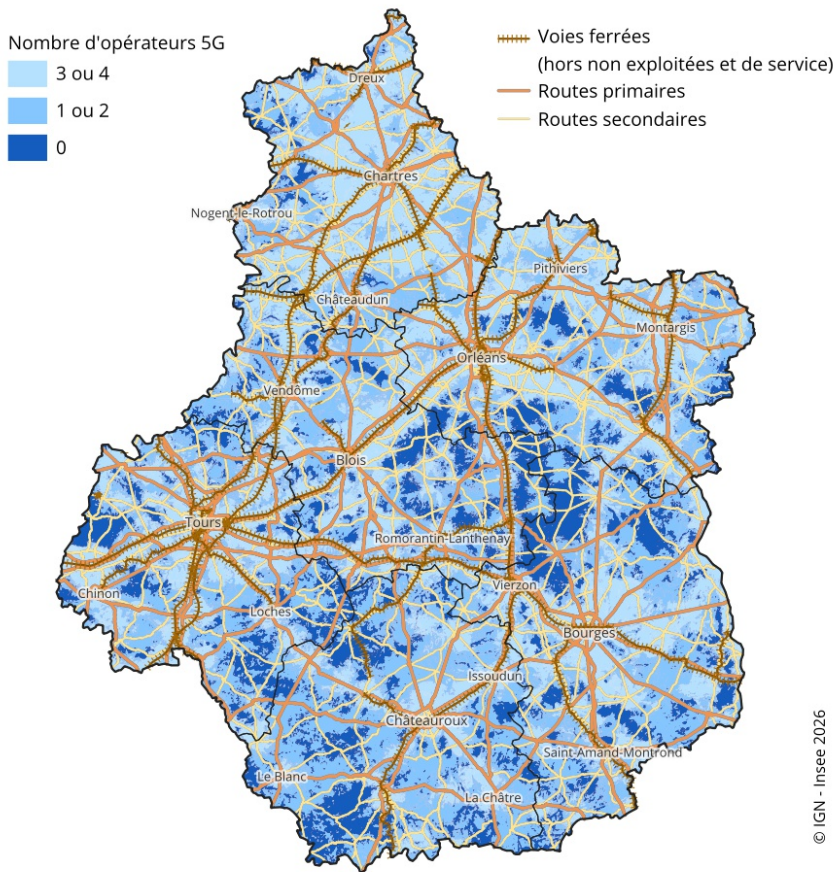 Nombre d'opérateurs 5G
3 ou 4
1 ou 2
0
Voies ferrées
(hors non exploitées et de service)
Routes primaires
Routes secondaires
Dreux
Chartres
Nogent-le-Rotrou
Pithiviers
Châteaudun
Montargis
Orléans
Vendôme
Blois
Tours
Romorantin-Lanthenay
Vierzon
Chinon
Loches
Bourges
Issoudun
Châteauroux
Saint-Amand-Montrond
Le Blanc
La Châtre
© IGN - Insee 2026